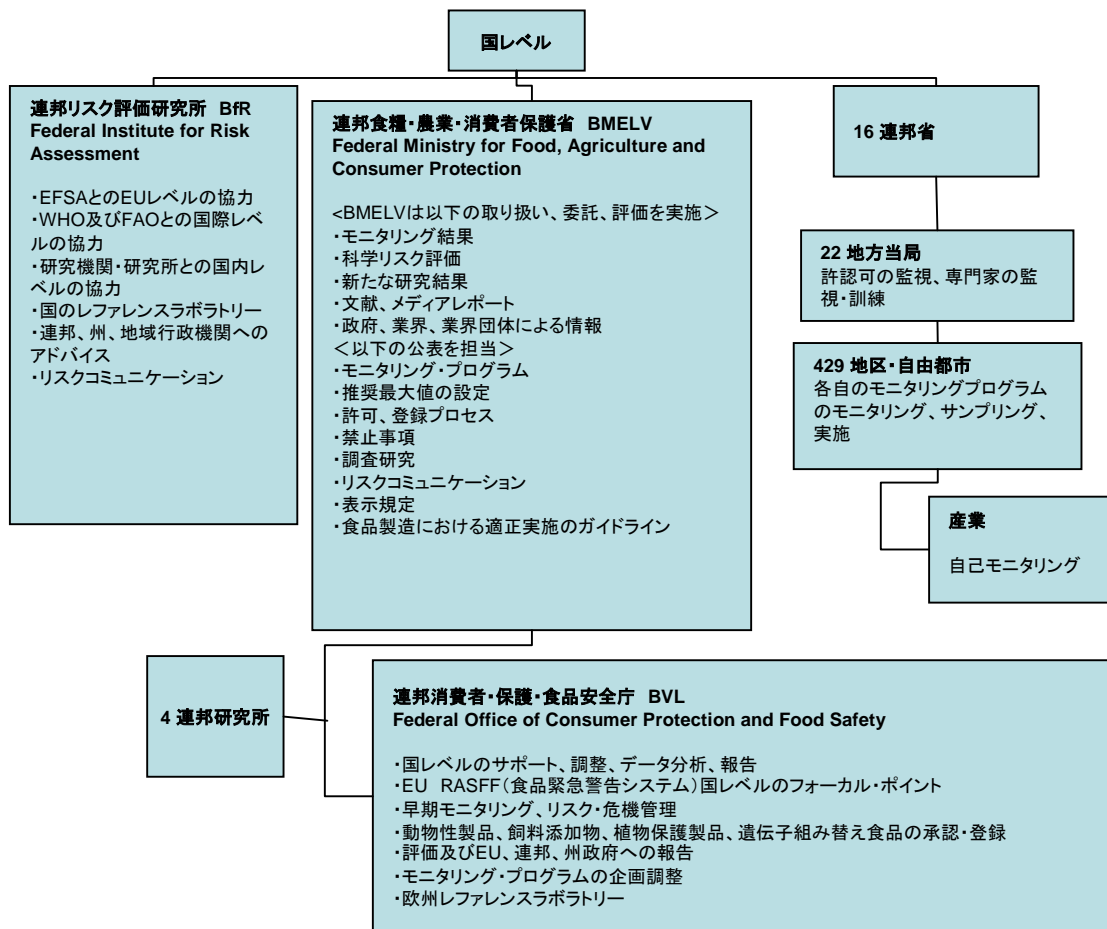 国レベル
連邦リスク評価研究所 BfR
Federal Institute for Risk
Assessment
・EFSAとのEUレベルの協力
・WHO及びFAOとの国際レベ
ルの協力
・研究機関・研究所との国内レ
ベルの協力
・国のレファレンスラボラトリー
・連邦、州、地域行政機関への
アドバイス
・リスクコミュニケーション
連邦食糧・農業・消費者保護省 BMELV
Federal Ministry for Food, Agriculture and
Consumer Protection
<BMELVは以下の取り扱い、委託、評価を実施>
・モニタリング結果
・科学リスク評価
・新たな研究結果
・文献、メディアレポート
・政府、業界、業界団体による情報
<以下の公表を担当>
・モニタリング・プログラム
・推奨最大値の設定
・許可、登録プロセス
・禁止事項
・調査研究
・リスクコミュニケーション
・表示規定
・食品製造における適正実施のガイドライン
16 連邦省
22 地方当局
許認可の監視、専門家の監
視・訓練
429 地区・自由都市
各自のモニタリングプログラム
のモニタリング、サンプリング、
実施
産業
自己モニタリング
4 連邦研究所
連邦消費者・保護・食品安全庁 BVL
Federal Office of Consumer Protection and Food Safety
・国レベルのサポート、調整、データ分析、報告
・EU RASFF(食品緊急警告システム)国レベルのフォーカル・ポイント
・早期モニタリング、リスク・危機管理
・動物性製品、飼料添加物、植物保護製品、遺伝子組み替え食品の承認・登録
・評価及びEU、連邦、州政府への報告
・モニタリング・プログラムの企画調整
・欧州レファレンスラボラトリー